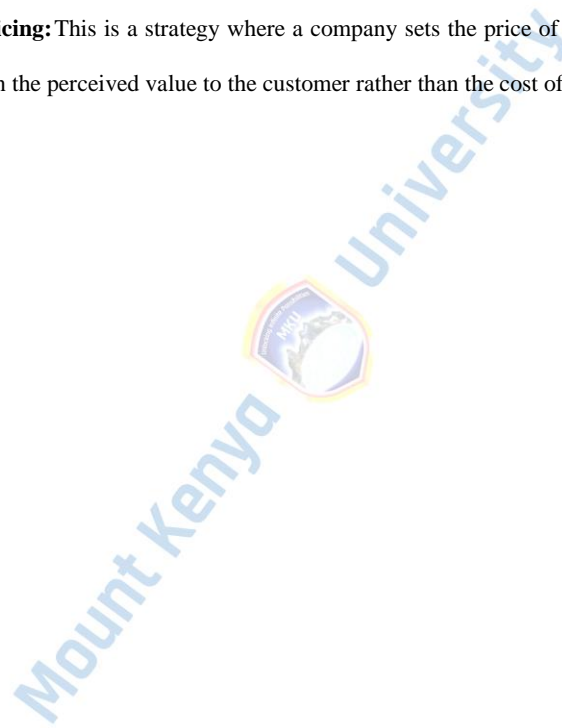 icing: This is a strategy where a company sets the price of
n the perceived value to the customer rather than the cost of
Mount Kenya University
MKU